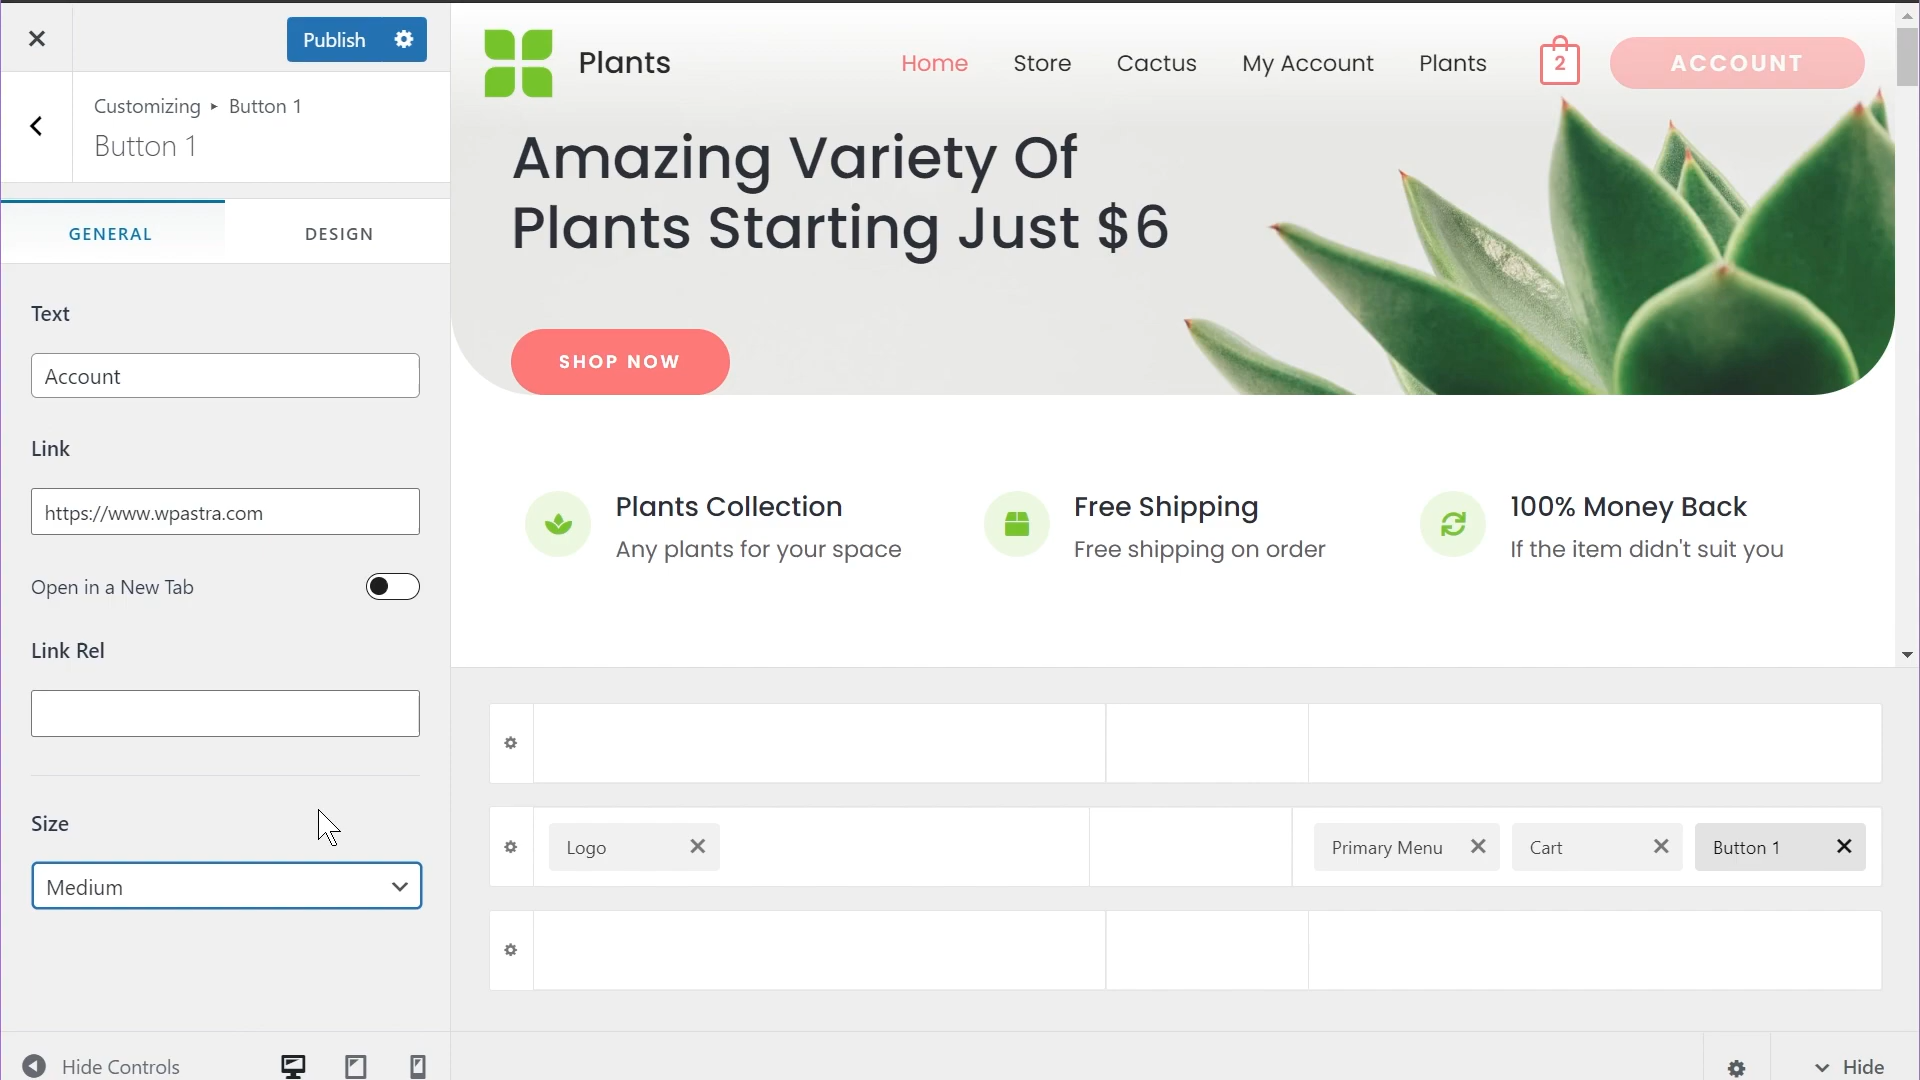 Publish
Customizing ▸ Button 1
Button 1
GENERAL
DESIGN
Text
Account
Link
https://www.wpastra.com
Open in a New Tab
Link Rel
Size
Medium
Hide Controls
Plants
Home
Store
Cactus
My Account
Plants
2
ACCOUNT
Amazing Variety Of
Plants Starting Just $6
SHOP NOW
Plants Collection
Any plants for your space
Free Shipping
Free shipping on order
100% Money Back
If the item didn't suit you
Logo
Primary Menu
Cart
Button 1
Hide